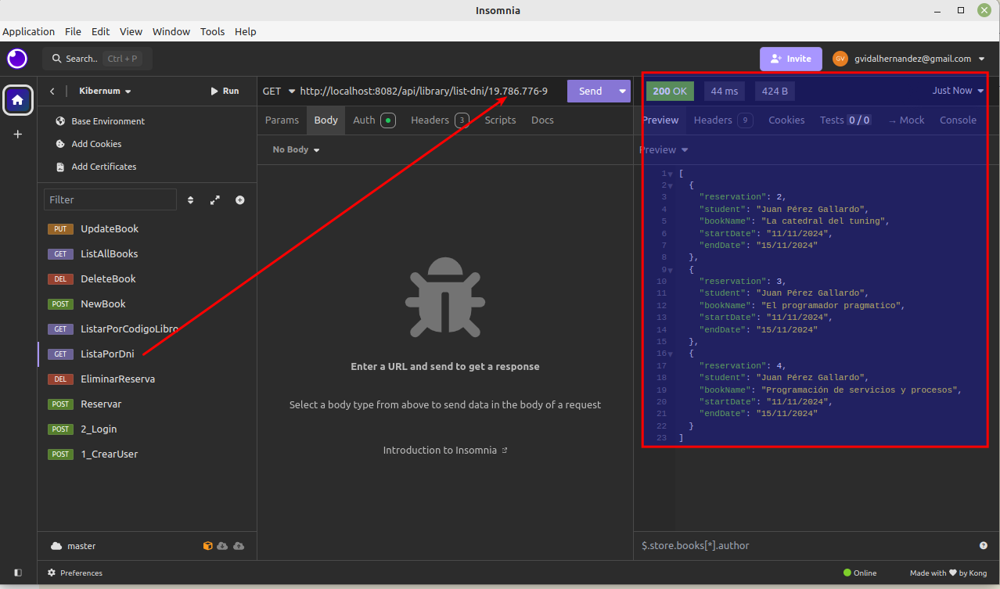 Insomnia
Application File Edit View Window Tools Help
Search.. Ctrl + P
Invite
GV gvidalhernandez@gmail.com
Kibernum Run
Base Environment
Add Cookies
Add Certificates
Filter
PUT UpdateBook
GET ListAllBooks
DEL DeleteBook
POST NewBook
GET ListarPorCodigoLibro
GET ListaPorDni
DEL EliminarReserva
POST Reservar
POST 2_Login
POST 1_CrearUser
master
GET http://localhost:8082/api/library/list-dni/19.786.776-9 Send
Params Body Auth Headers 3 Scripts Docs
No Body
Enter a URL and send to get a response
Select a body type from above to send data in the body of a request
Introduction to Insomnia
200 OK 44 ms 424 B Just Now
Preview Headers 9 Cookies Tests 0 / 0 → Mock Console
Preview
1 [
2 {
3 "reservation": 2,
4 "student": "Juan Pérez Gallardo",
5 "bookName": "La catedral del tuning",
6 "startDate": "11/11/2024",
7 "endDate": "15/11/2024"
8 },
9 {
10 "reservation": 3,
11 "student": "Juan Pérez Gallardo",
12 "bookName": "El programador pragmatico",
13 "startDate": "11/11/2024",
14 "endDate": "15/11/2024"
15 },
16 {
17 "reservation": 4,
18 "student": "Juan Pérez Gallardo",
19 "bookName": "Programación de servicios y procesos",
20 "startDate": "11/11/2024",
21 "endDate": "15/11/2024"
22 }
23 ]
$.store.books[*].author
Preferences
Online
Made with ♥ by Kong